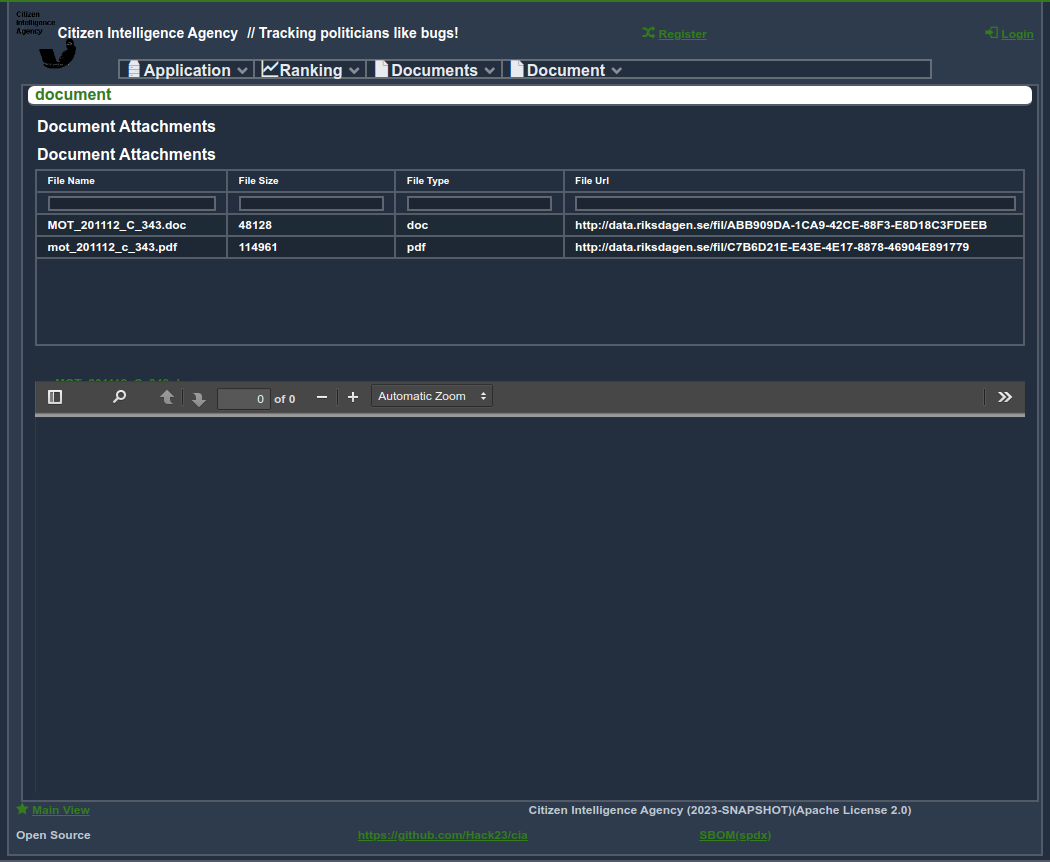 Citizen
Intelligence
Agency
Citizen Intelligence Agency // Tracking politicians like bugs!
Register
Login
Application
Ranking
Documents
Document
document
Document Attachments
Document Attachments
File Name File Size File Type File Url
MOT_201112_C_343.doc 48128 doc http://data.riksdagen.se/fil/ABB909DA-1CA9-42CE-88F3-E8D18C3FDEEB
mot_201112_c_343.pdf 114961 pdf http://data.riksdagen.se/fil/C7B6D21E-E43E-4E17-8878-46904E891779
0 of 0 Automatic Zoom
Main View Citizen Intelligence Agency (2023-SNAPSHOT)(Apache License 2.0)
Open Source https://github.com/Hack23/cia SBOM(spdx)